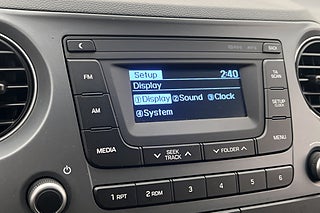 BACK
FM
Setup 2:40
TA
SCAN
Display
①Display ②Sound ③Clock
AM
SETUP
CLOCK
④System
MEDIA
SEEK
TRACK
FOLDER
MENU
1 RPT
2 RDM
3
4
5
6